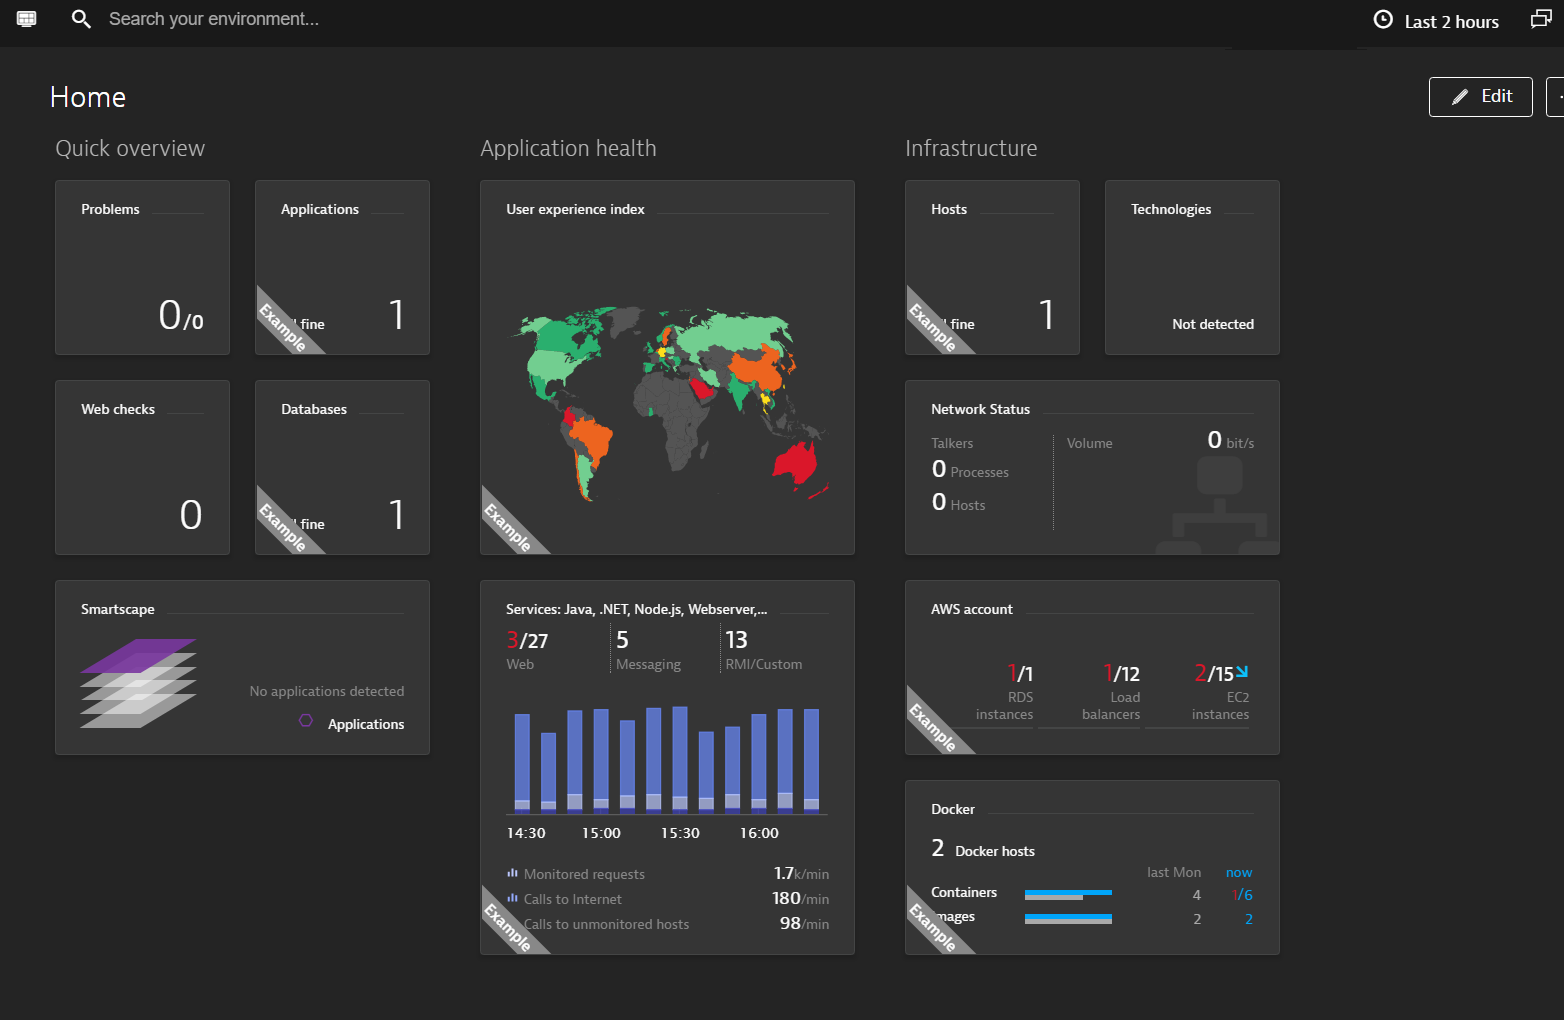 Search your environment...
Last 2 hours
Home
Edit
Quick overview
Application health
Infrastructure
Problems
0/0
Applications
Example
fine
1
User experience index
Example
Hosts
Example
fine
1
Technologies
Not detected
Web checks
0
Databases
Example
fine
1
Network Status
Talkers
0 Processes
0 Hosts
Volume
0 bit/s
Smartscape
No applications detected
Applications
Services: Java, .NET, Node.js, Webserver,...
3/27
Web
5
Messaging
13
RMI/Custom
14:30 15:00 15:30 16:00
Monitored requests 1.7k/min
Calls to Internet 180/min
Calls to unmonitored hosts 98/min
Example
AWS account
1/1
RDS
instances
1/12
Load
balancers
2/15
EC2
instances
Example
Docker
2 Docker hosts
last Mon now
Containers 4 1/6
mages 2 2
Example